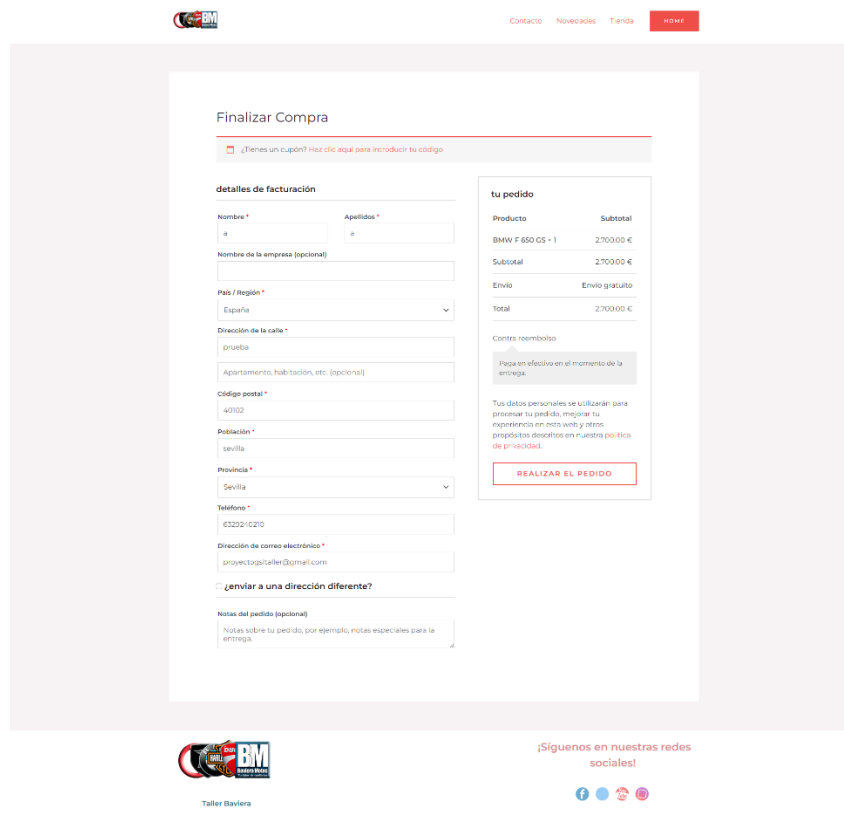 BM
Contacto Novedades Tienda HOME
Finalizar Compra
¿Tienes un cupón? Haz clic aquí para introducir tu código
detalles de facturación
Nombre *
Apellidos *
a
a
Nombre de la empresa (opcional)
País / Región *
España
Dirección de la calle *
prueba
Apartamento, habitación, etc. (opcional)
Código postal *
40102
Población *
sevilla
Provincia *
Sevilla
Teléfono *
6329240210
Dirección de correo electrónico *
proyectogsitaller@gmail.com
¿enviar a una dirección diferente?
Notas del pedido (opcional)
Notas sobre tu pedido, por ejemplo, notas especiales para la
entrega.
tu pedido
Producto Subtotal
BMW F 650 GS × 1 2.700,00 €
Subtotal 2.700,00 €
Envío Envío gratuito
Total 2.700,00 €
Contra reembolso
Paga en efectivo en el momento de la
entrega.
Tus datos personales se utilizarán para
procesar tu pedido, mejorar tu
experiencia en esta web y otros
propósitos descritos en nuestra política
de privacidad.
REALIZAR EL PEDIDO
BM
Taller Baviera
¡Síguenos en nuestras redes
sociales!